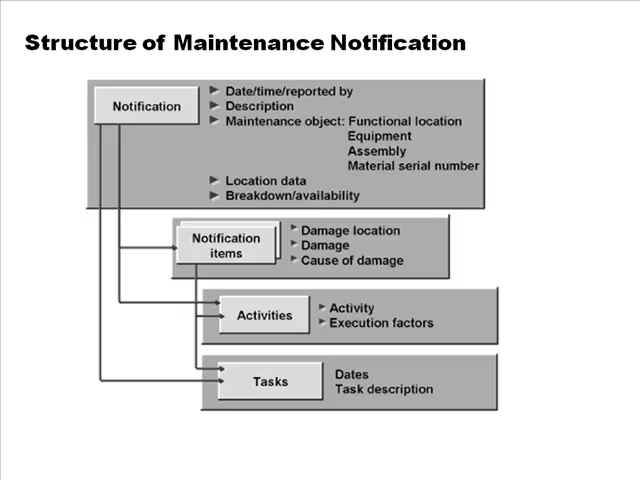 Structure of Maintenance Notification
Notification
Date/time/reported by
Description
Maintenance object: Functional location
Equipment
Assembly
Material serial number
Location data
Breakdown/availability
Notification
items
Damage location
Damage
Cause of damage
Activities
Activity
Execution factors
Tasks
Dates
Task description